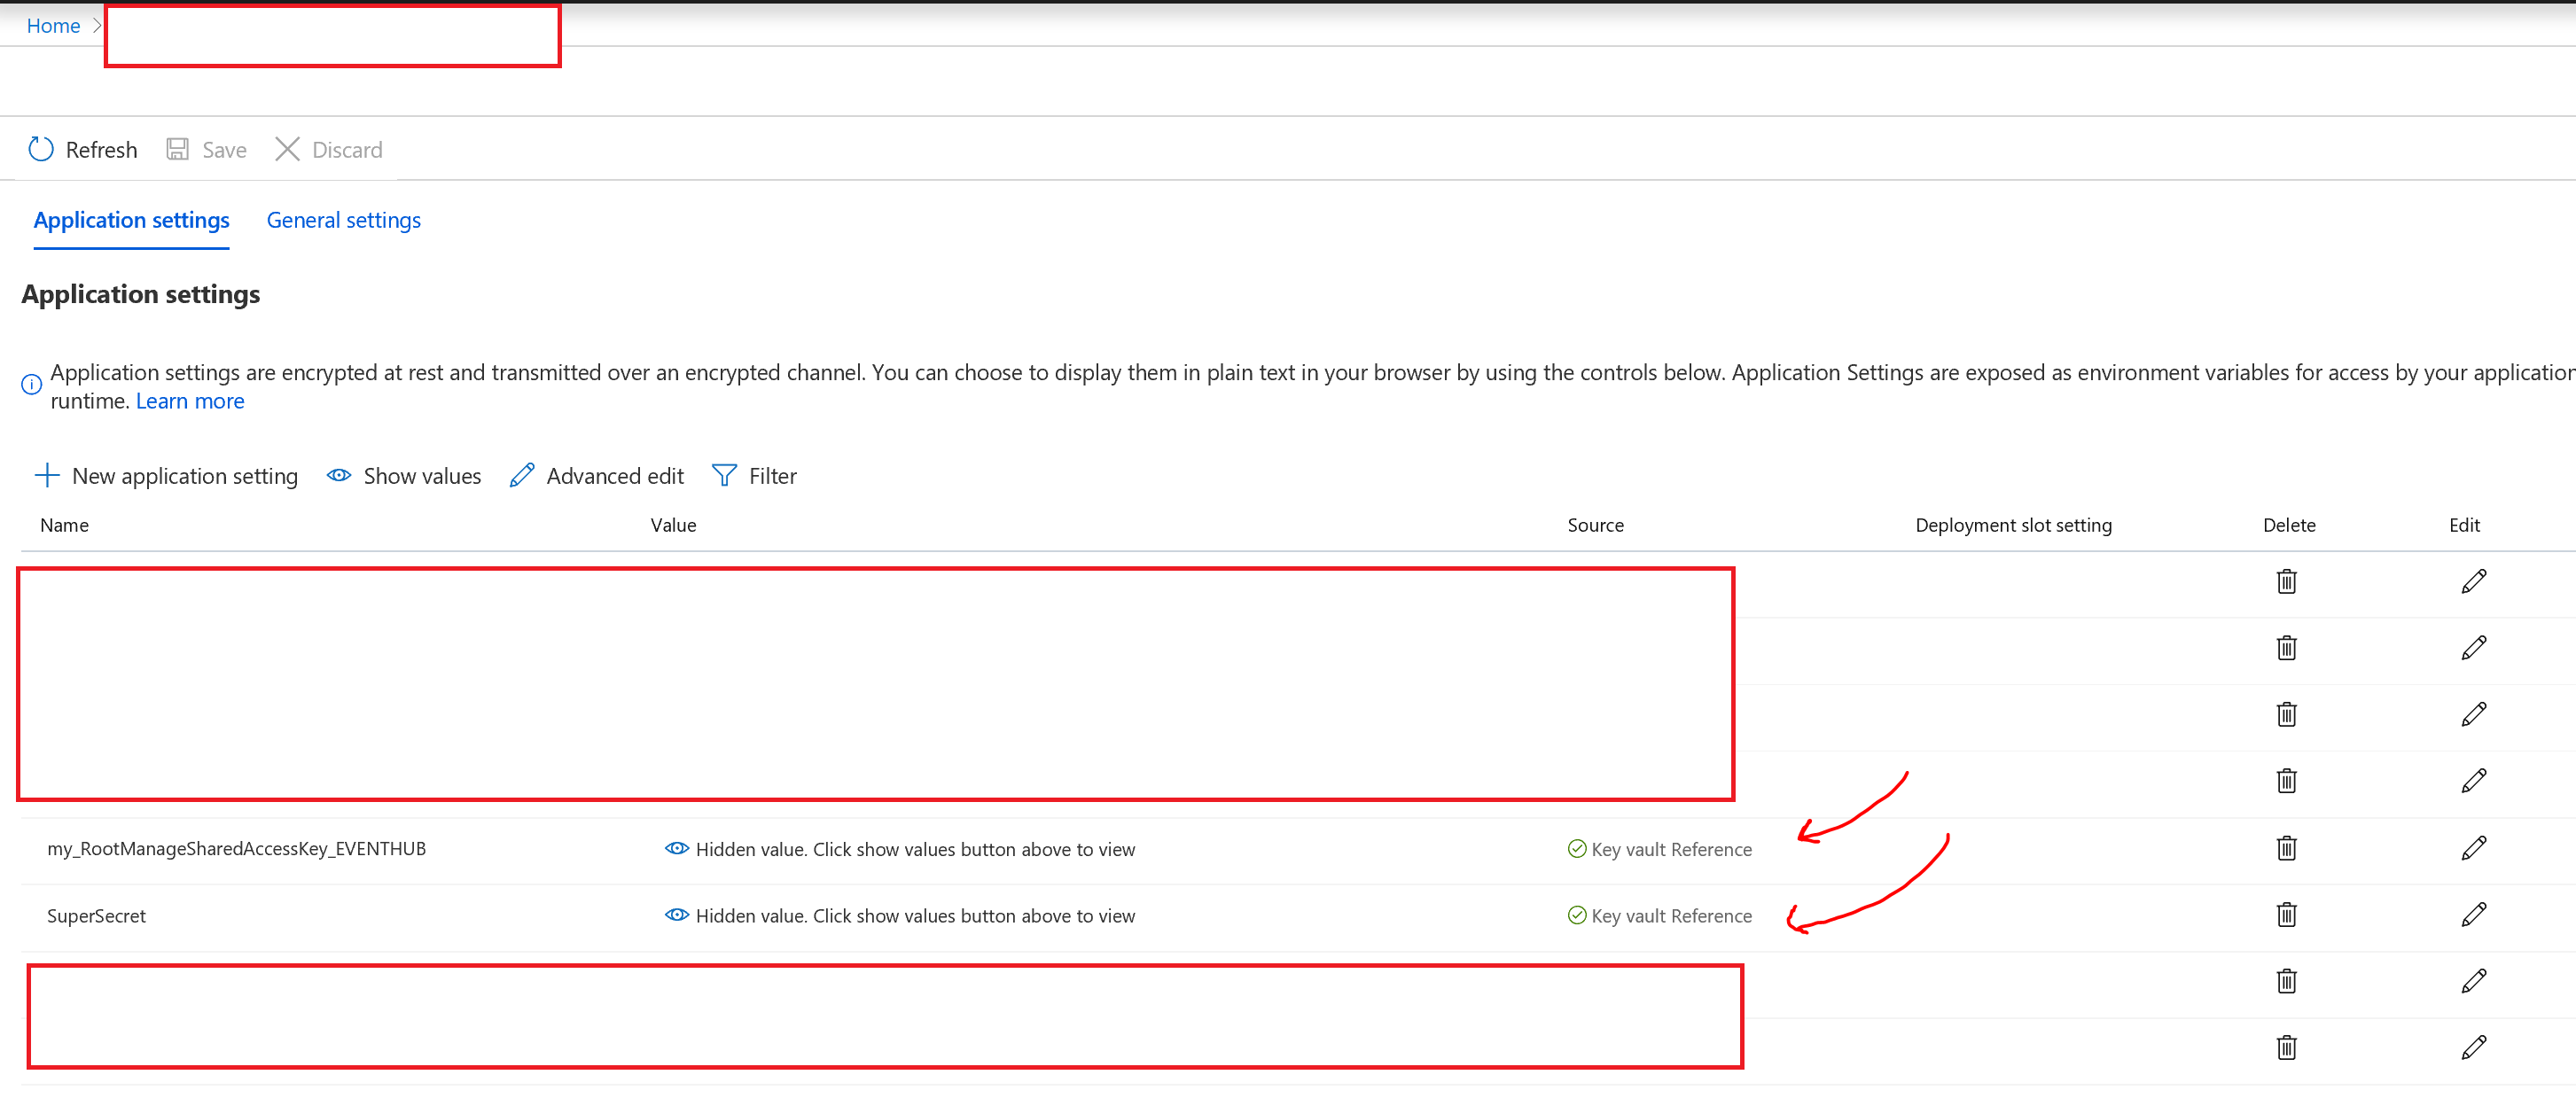 Home >
Refresh Save Discard
Application settings General settings
Application settings
Application settings are encrypted at rest and transmitted over an encrypted channel. You can choose to display them in plain text in your browser by using the controls below. Application Settings are exposed as environment variables for access by your application
runtime. Learn more
New application setting Show values Advanced edit Filter
Name Value Source Deployment slot setting Delete Edit
my_RootManageSharedAccessKey_EVENTHUB Hidden value. Click show values button above to view Key vault Reference
SuperSecret Hidden value. Click show values button above to view Key vault Reference